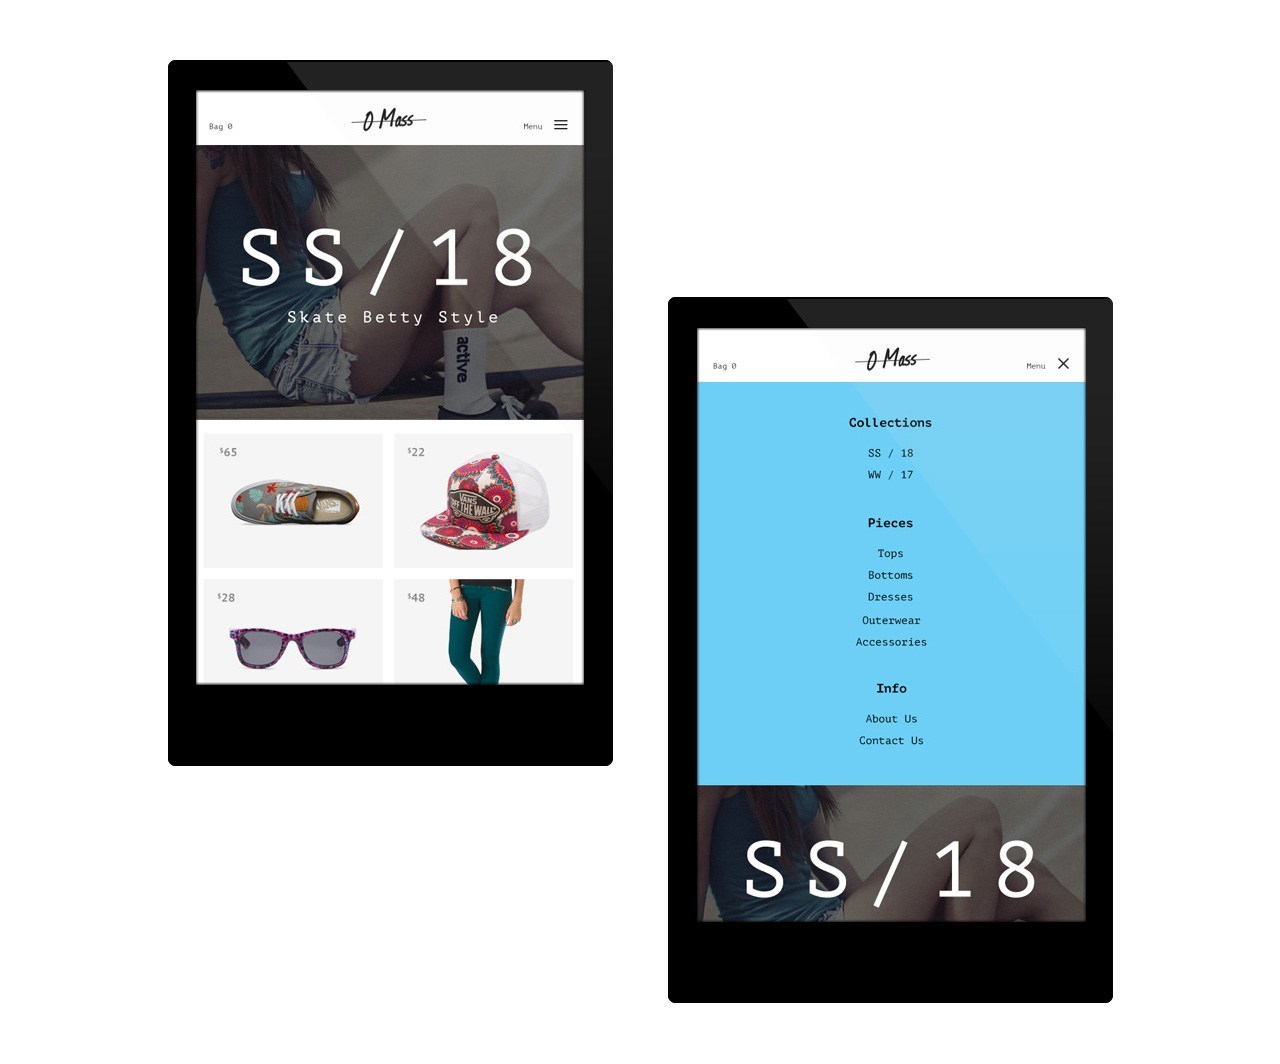 Bag 0
O Mass
Menu
SS/18
Skate Betty Style
active
$65
$22
VANS
"OFF THE WALL"
$28
$48
Bag 0
O Mass
Menu
Collections
SS / 18
WW / 17
Pieces
Tops
Bottoms
Dresses
Outerwear
Accessories
Info
About Us
Contact Us
SS/18